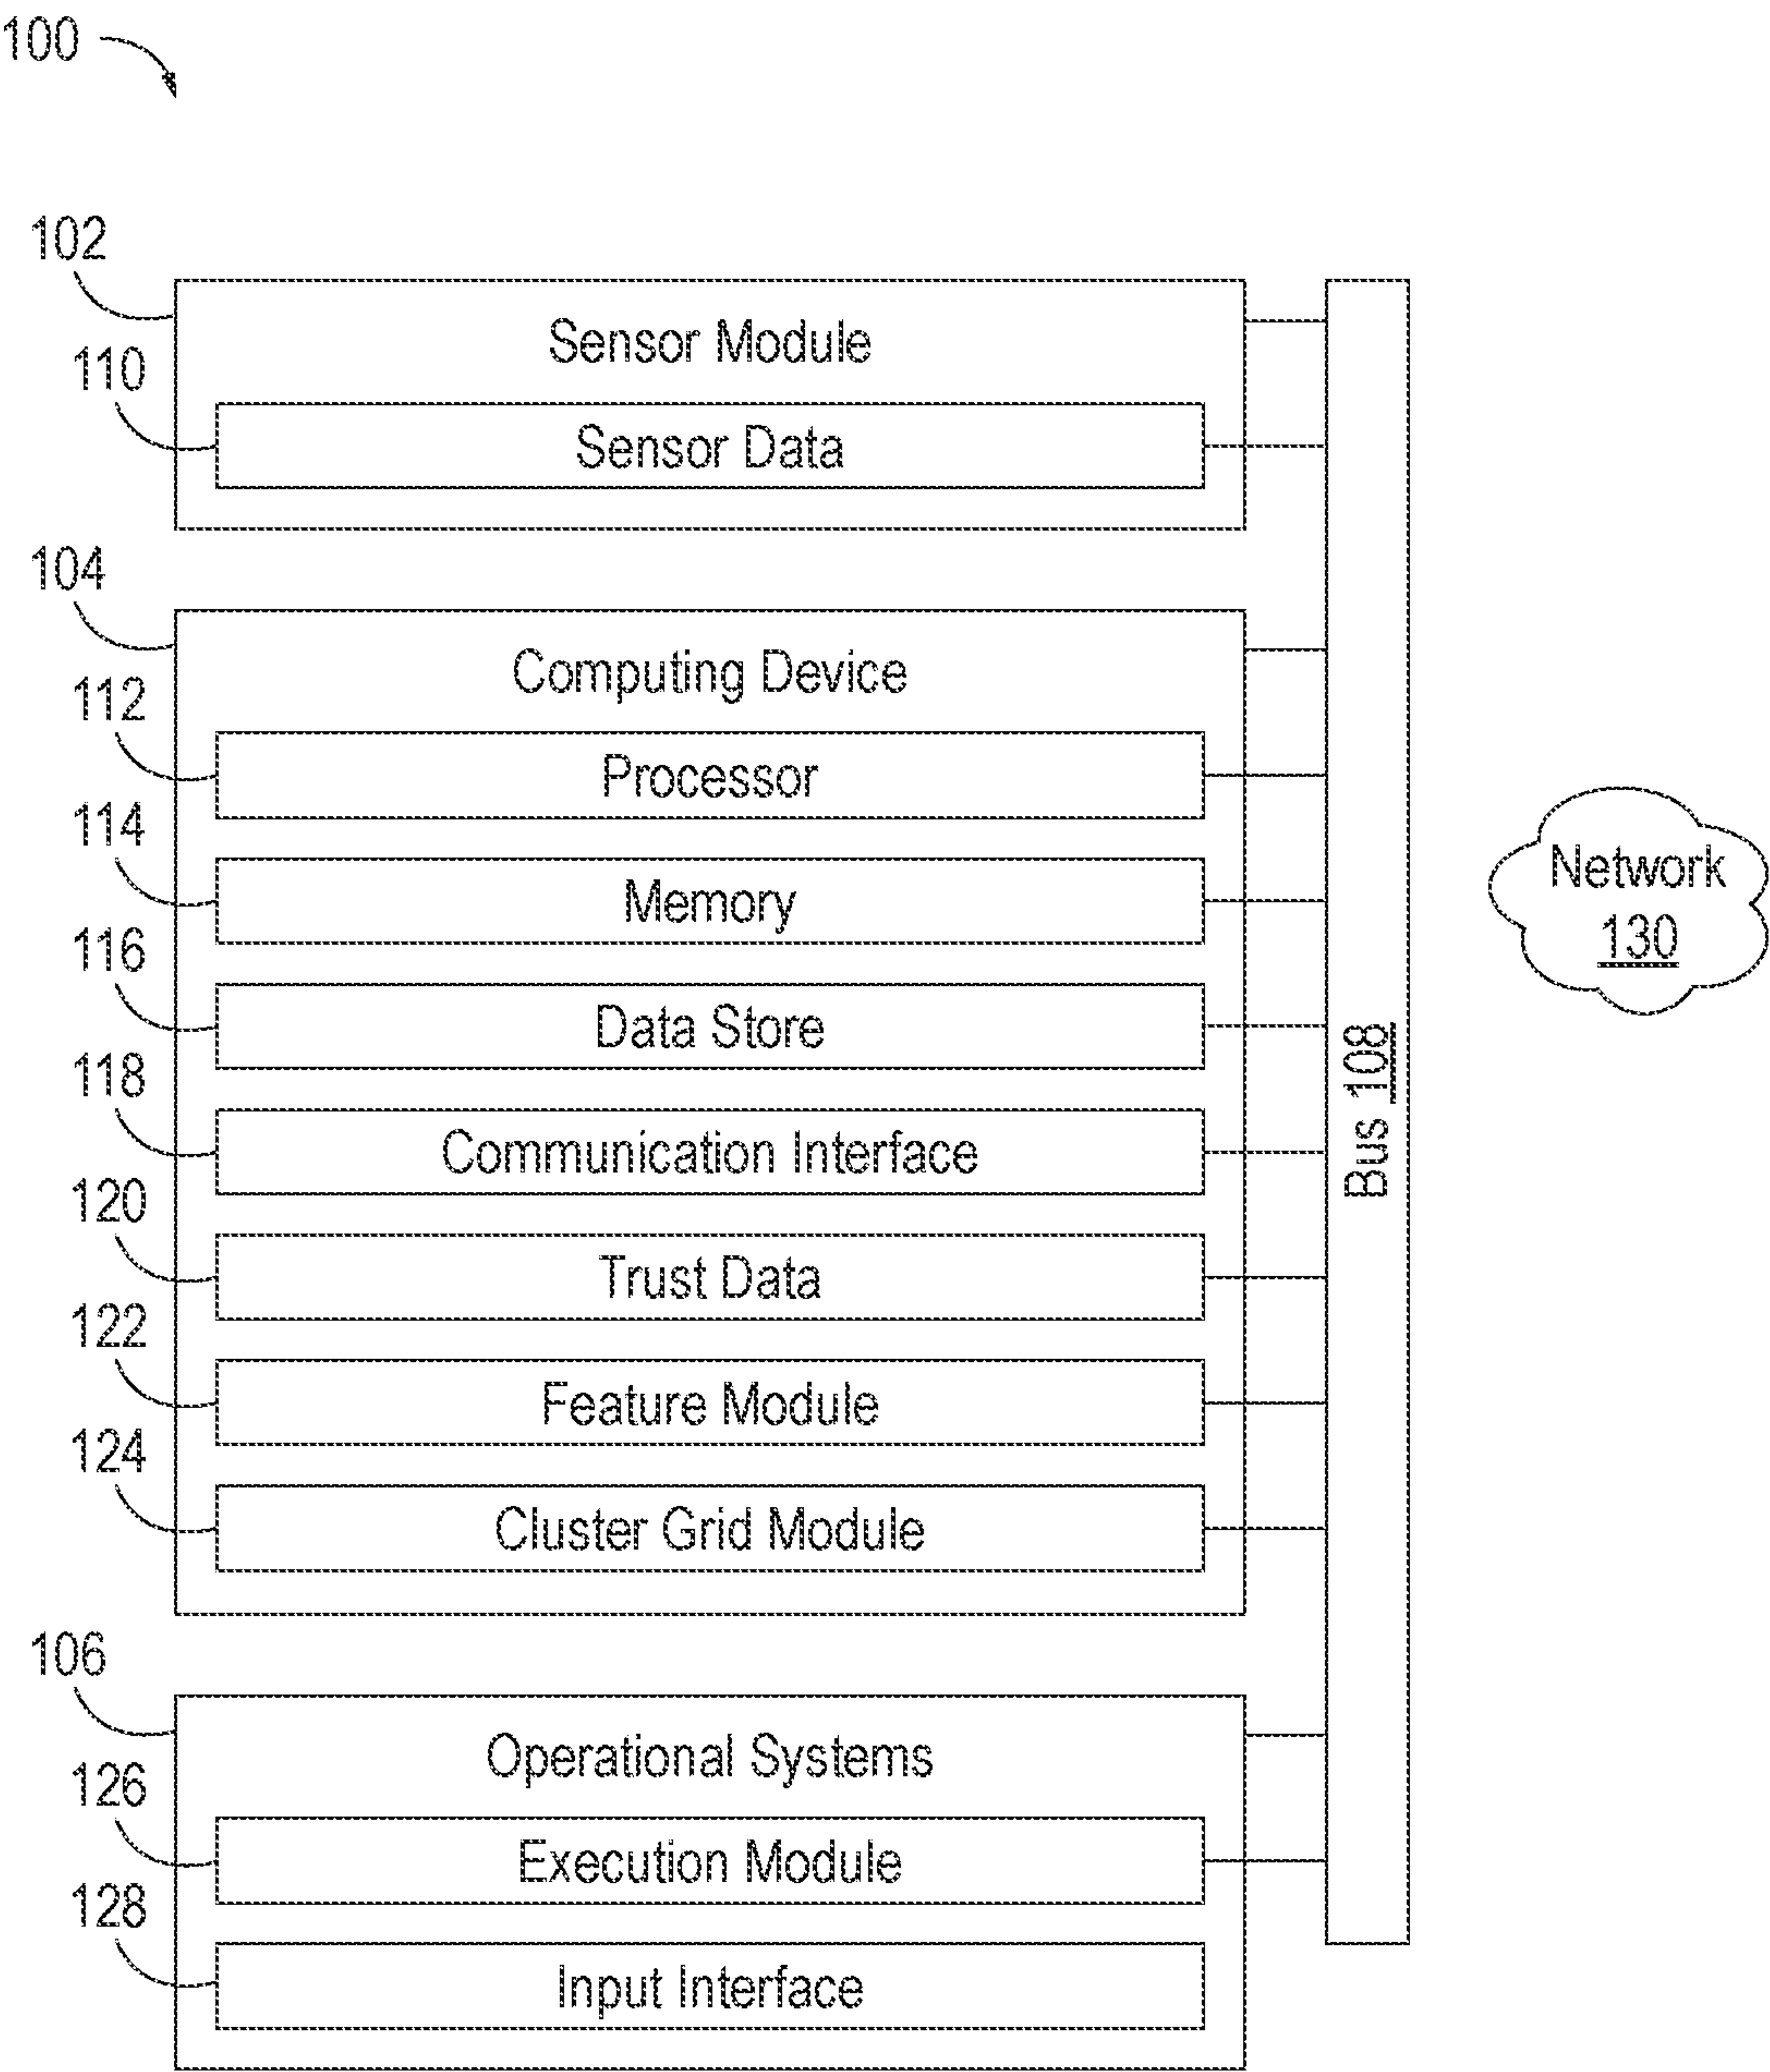 100
102
Sensor Module
110
Sensor Data
104
Computing Device
112
Processor
114
Memory
116
Data Store
118
Communication Interface
120
Trust Data
122
Feature Module
124
Cluster Grid Module
106
Operational Systems
126
Execution Module
128
Input Interface
Bus 108
Network
130